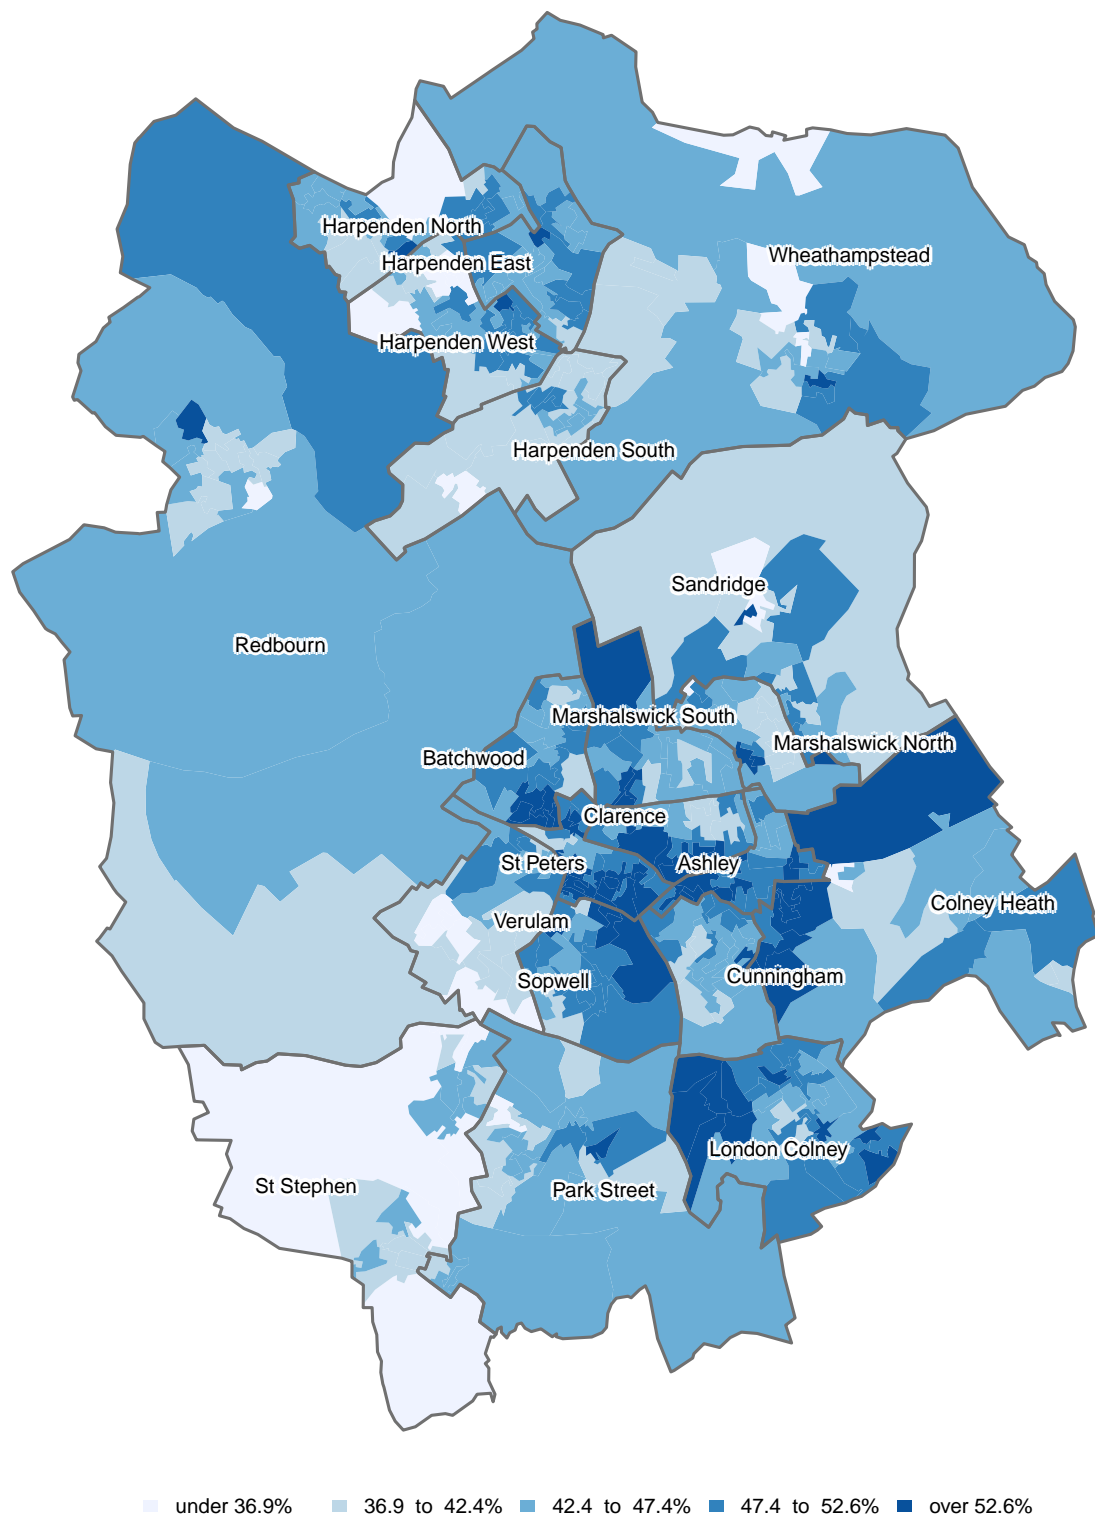 Harpenden North
Wheathampstead
Harpenden East
Harpenden West
Harpenden South
Sandridge
Redbourn
Marshalswick South
Marshalswick North
Batchwood
Clarence
St Peters
Ashley
Colney Heath
Verulam
Cunningham
Sopwell
London Colney
St Stephen
Park Street
under 36.9% 36.9 to 42.4% 42.4 to 47.4% 47.4 to 52.6% over 52.6%